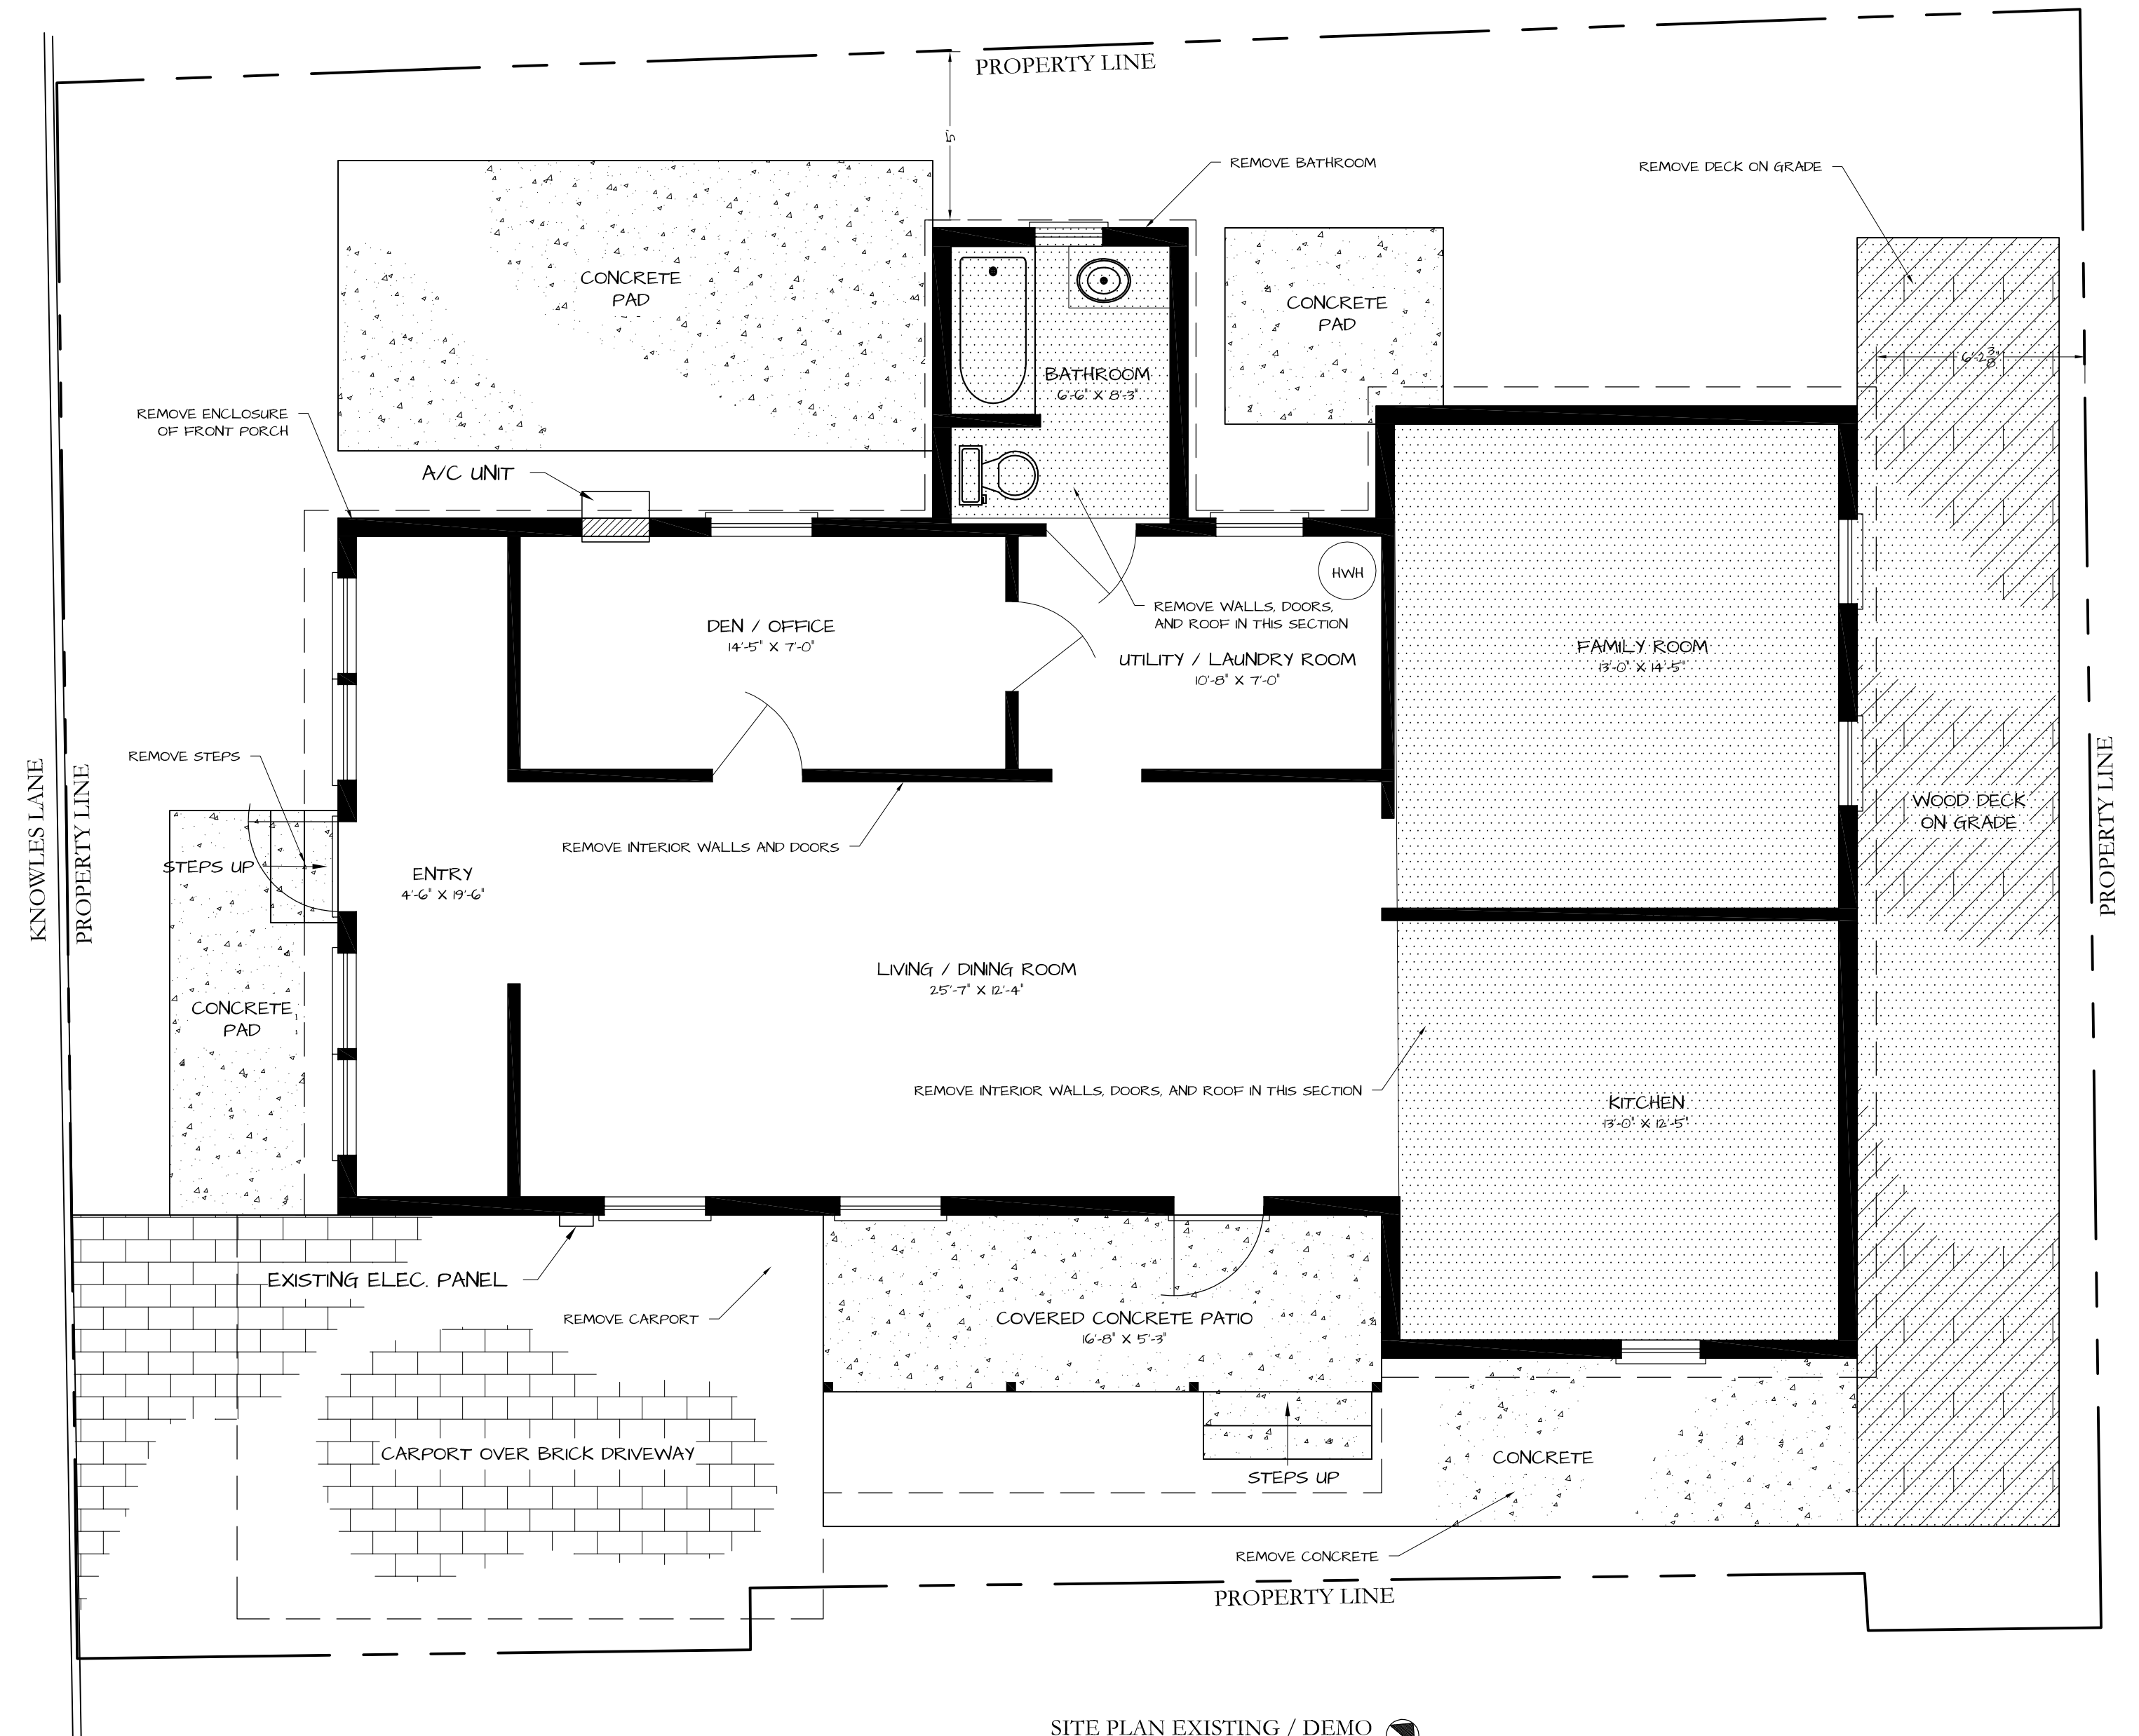 PROPERTY LINE
5'
REMOVE BATHROOM
REMOVE DECK ON GRADE
CONCRETE
PAD
CONCRETE
PAD
6'-2 3/8"
BATHROOM
6'-6" X 8'-3"
REMOVE ENCLOSURE
OF FRONT PORCH
A/C UNIT
HWH
REMOVE WALLS, DOORS,
AND ROOF IN THIS SECTION
DEN / OFFICE
14'-5" X 7'-0"
UTILITY / LAUNDRY ROOM
10'-8" X 7'-0"
FAMILY ROOM
13'-0" X 14'-5"
REMOVE STEPS
KNOWLES LANE
PROPERTY LINE
WOOD DECK
ON GRADE
PROPERTY LINE
REMOVE INTERIOR WALLS AND DOORS
STEPS UP
ENTRY
4'-6" X 19'-6"
LIVING / DINING ROOM
25'-7" X 12'-4"
CONCRETE
PAD
REMOVE INTERIOR WALLS, DOORS, AND ROOF IN THIS SECTION
KITCHEN
13'-0" X 12'-5"
EXISTING ELEC. PANEL
REMOVE CARPORT
COVERED CONCRETE PATIO
16'-8" X 5'-3"
CARPORT OVER BRICK DRIVEWAY
STEPS UP
CONCRETE
REMOVE CONCRETE
PROPERTY LINE
SITE PLAN EXISTING / DEMO